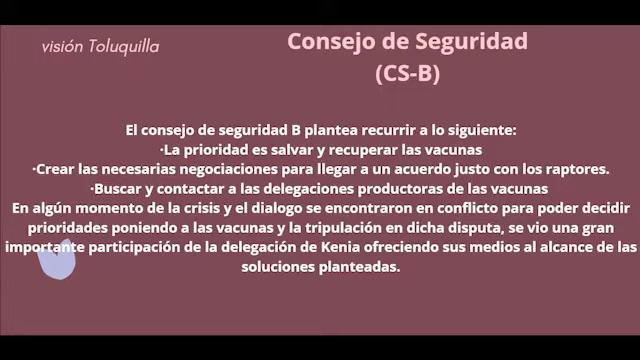 visión Toluquilla
Consejo de Seguridad
(CS-B)
El consejo de seguridad B plantea recurrir a lo siguiente:
·La prioridad es salvar y recuperar las vacunas
·Crear las necesarias negociaciones para llegar a un acuerdo justo con los raptores.
·Buscar y contactar a las delegaciones productoras de las vacunas
En algún momento de la crisis y el dialogo se encontraron en conflicto para poder decidir
prioridades poniendo a las vacunas y la tripulación en dicha disputa, se vio una gran
importante participación de la delegación de Kenia ofreciendo sus medios al alcance de las
soluciones planteadas.